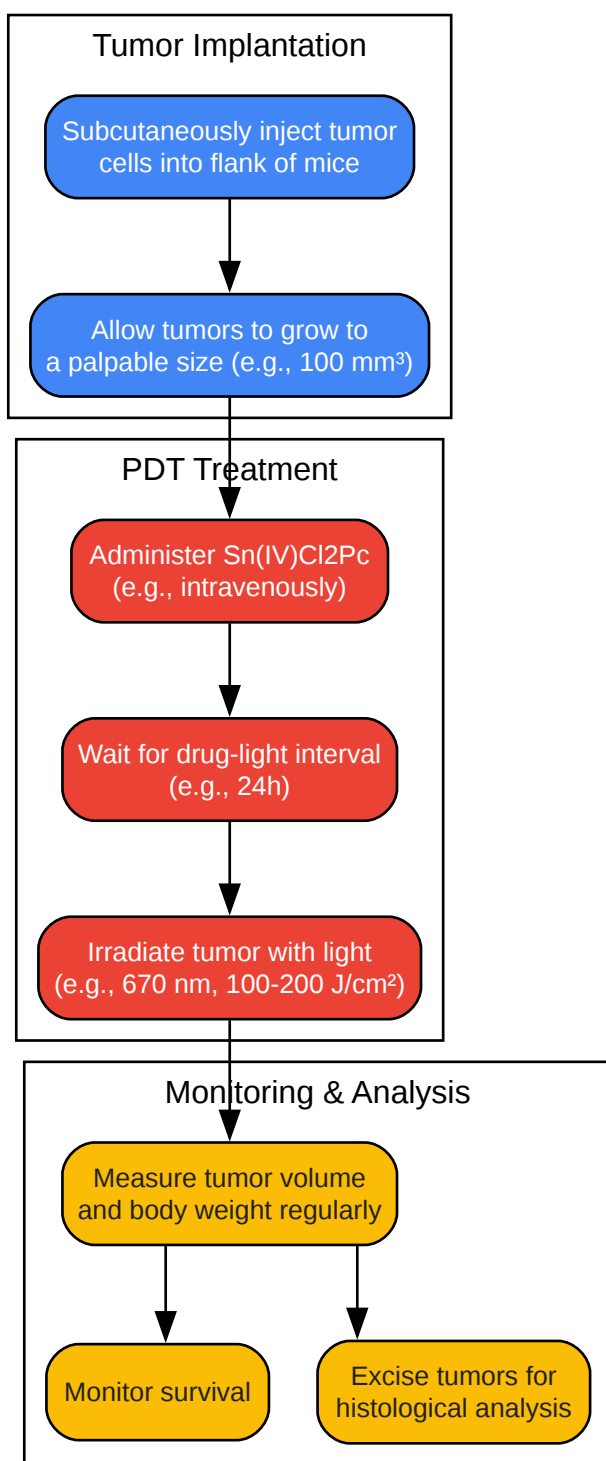 Tumor Implantation
Subcutaneously inject tumor
cells into flank of mice
Allow tumors to grow to
a palpable size (e.g., 100 mm³)
PDT Treatment
Administer Sn(IV)Cl2Pc
(e.g., intravenously)
Wait for drug-light interval
(e.g., 24h)
Irradiate tumor with light
(e.g., 670 nm, 100-200 J/cm²)
Monitoring & Analysis
Measure tumor volume
and body weight regularly
Monitor survival
Excise tumors for
histological analysis